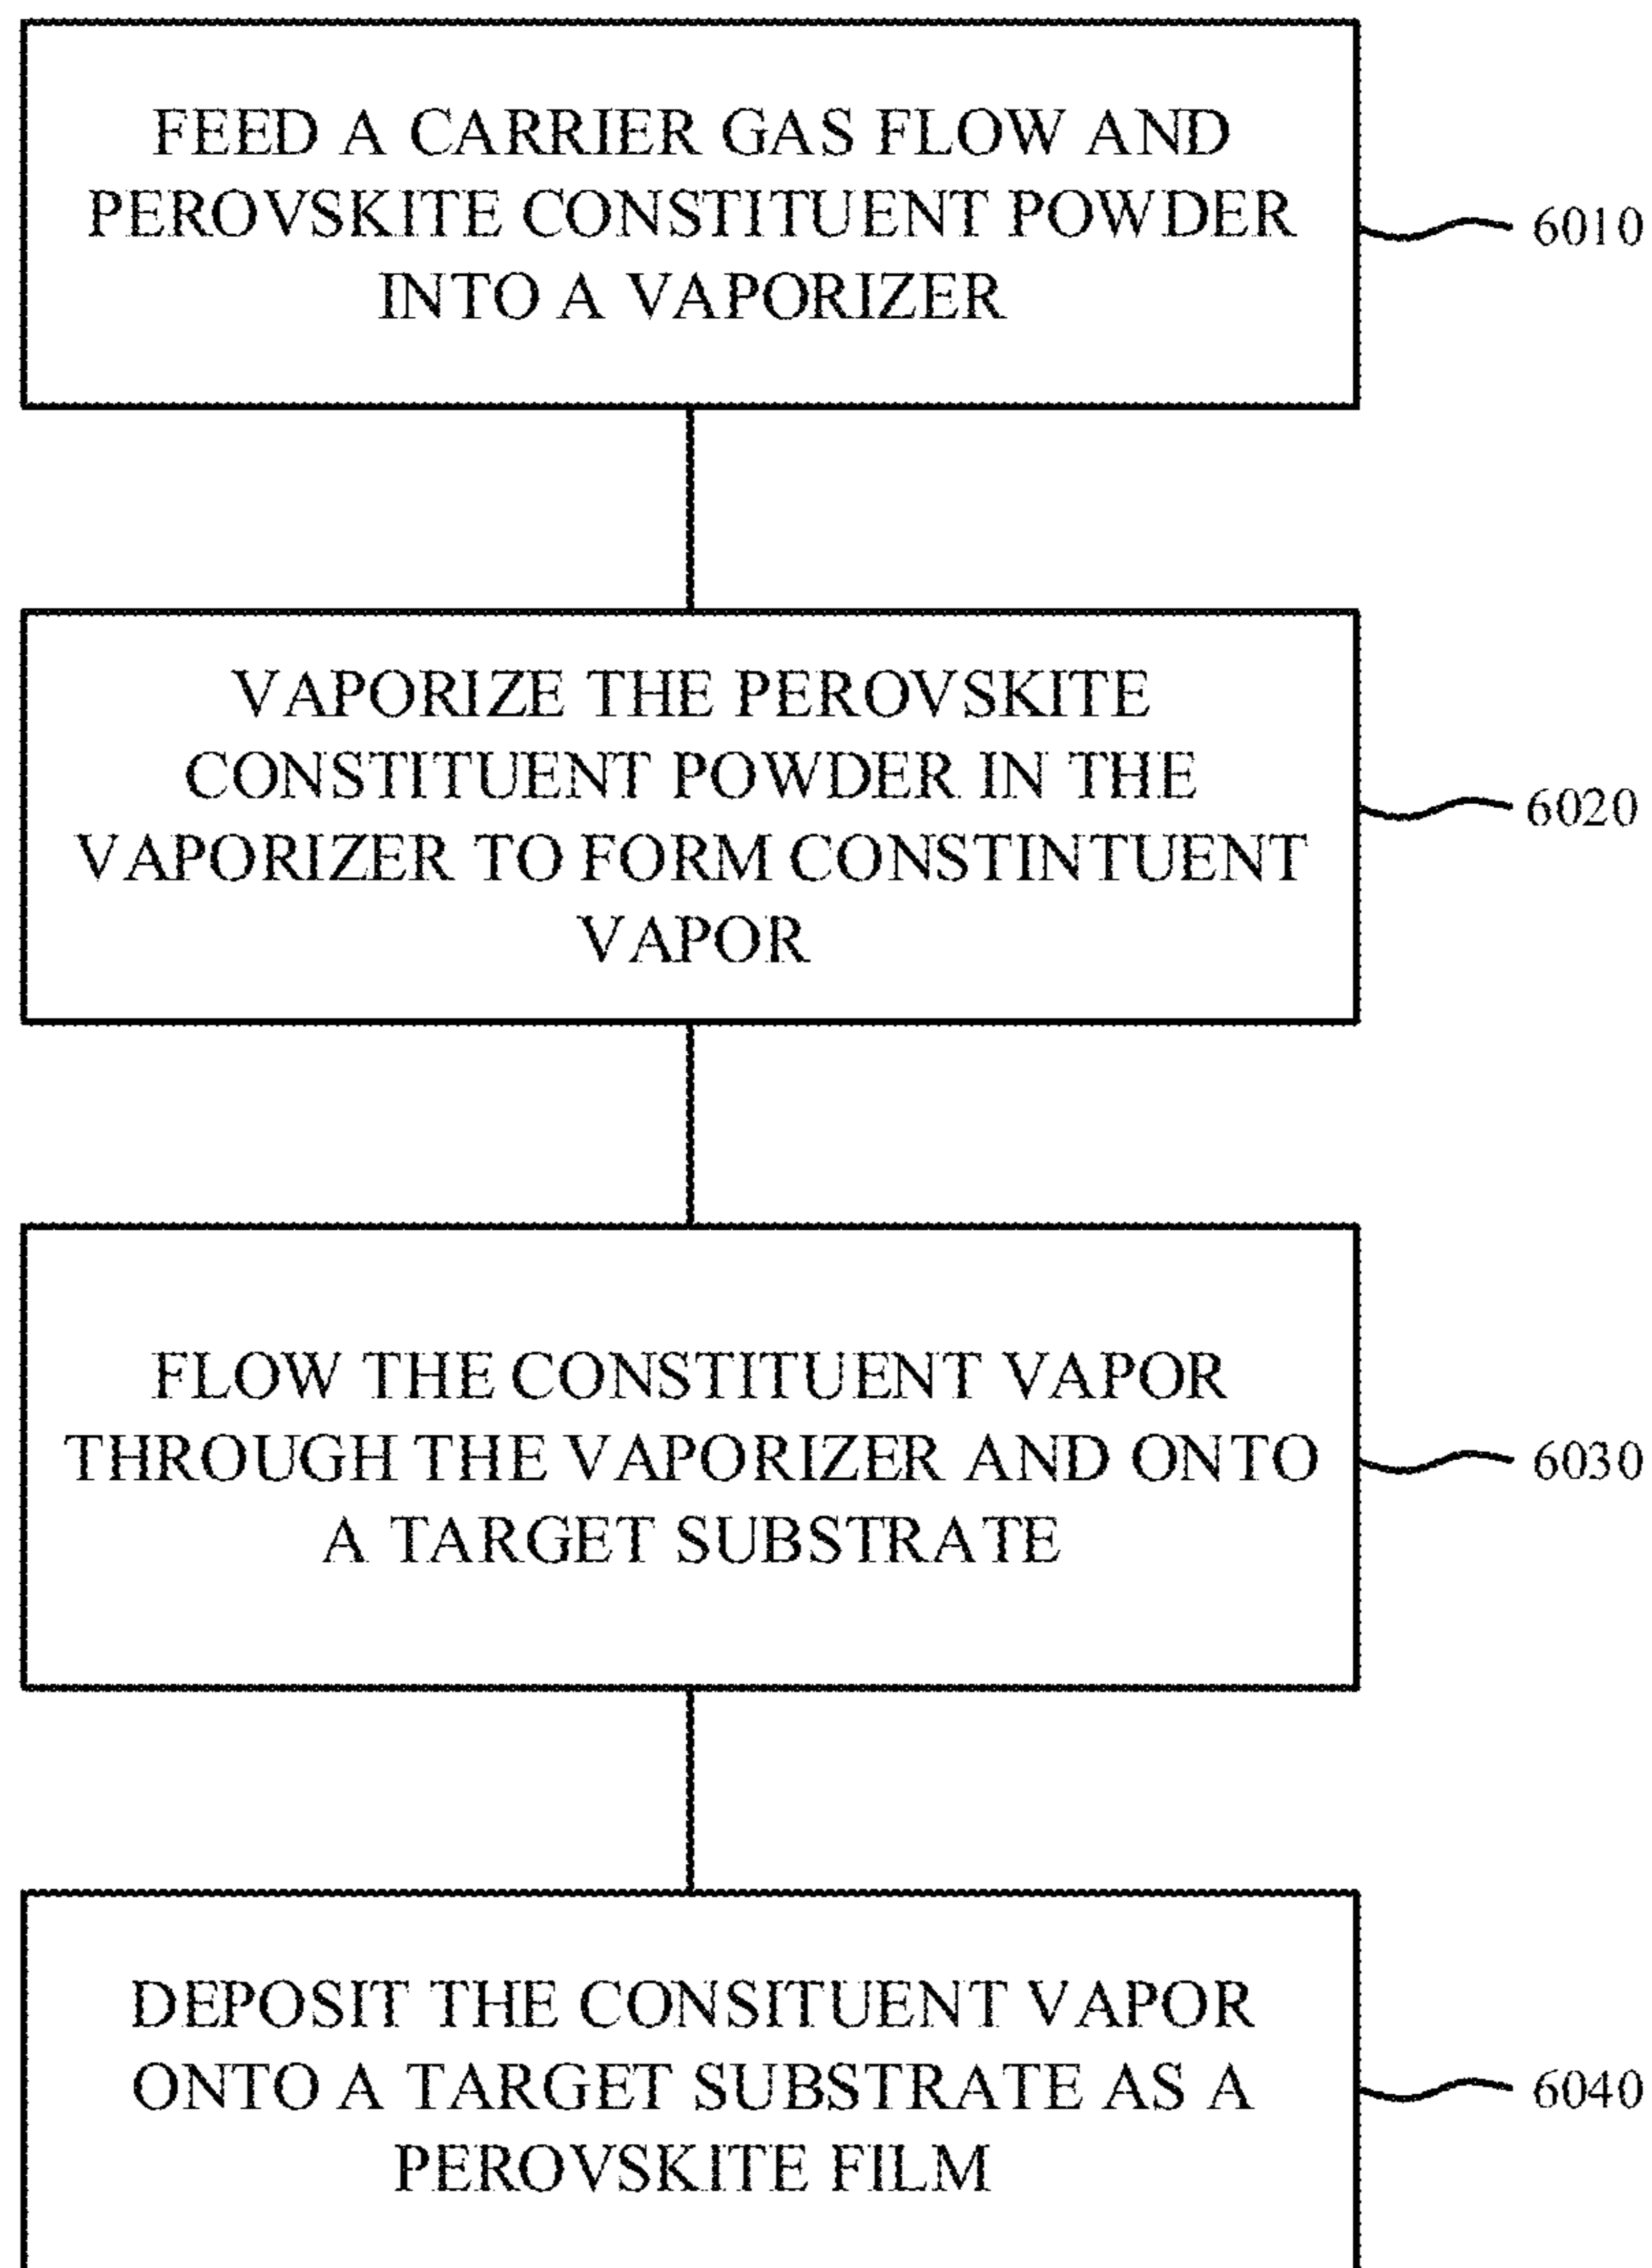 FEED A CARRIER GAS FLOW AND
PEROVSKITE CONSTITUENT POWDER
INTO A VAPORIZER
6010
VAPORIZE THE PEROVSKITE
CONSTITUENT POWDER IN THE
VAPORIZER TO FORM CONSTINTUENT
VAPOR
6020
FLOW THE CONSTITUENT VAPOR
THROUGH THE VAPORIZER AND ONTO
A TARGET SUBSTRATE
6030
DEPOSIT THE CONSITUENT VAPOR
ONTO A TARGET SUBSTRATE AS A
PEROVSKITE FILM
6040